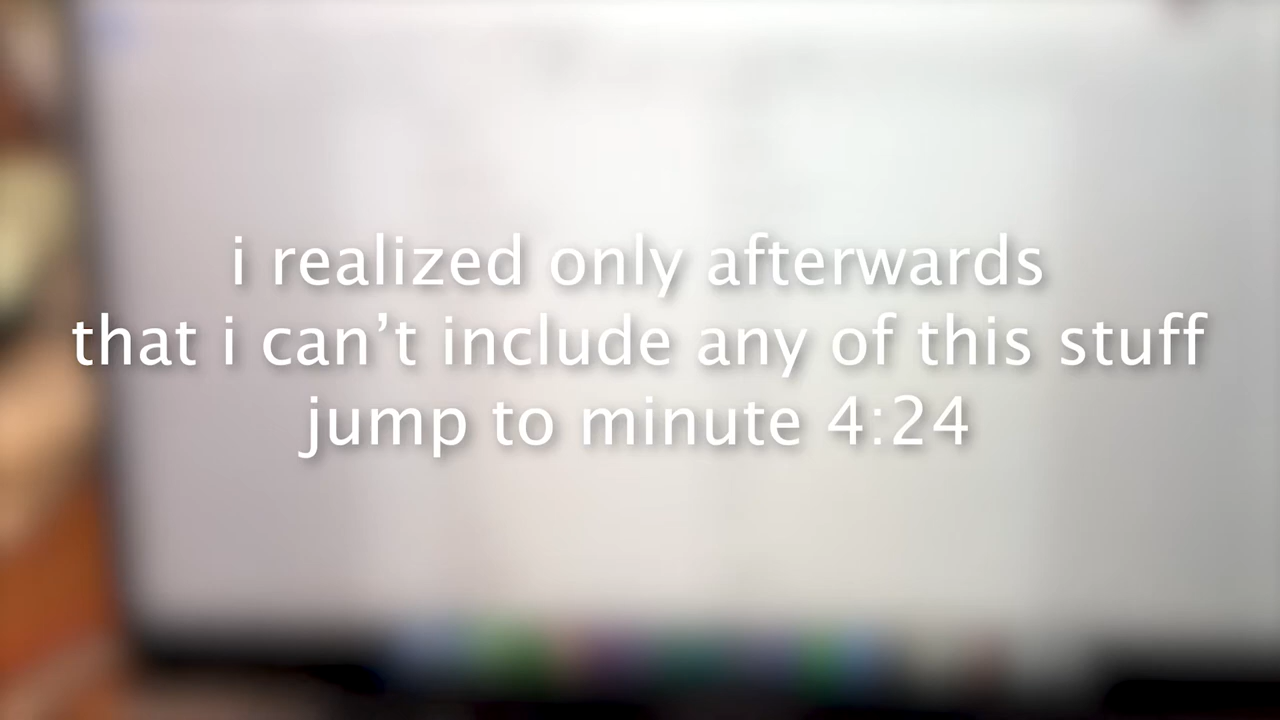 i realized only afterwards
that i can’t include any of this stuff
jump to minute 4:24